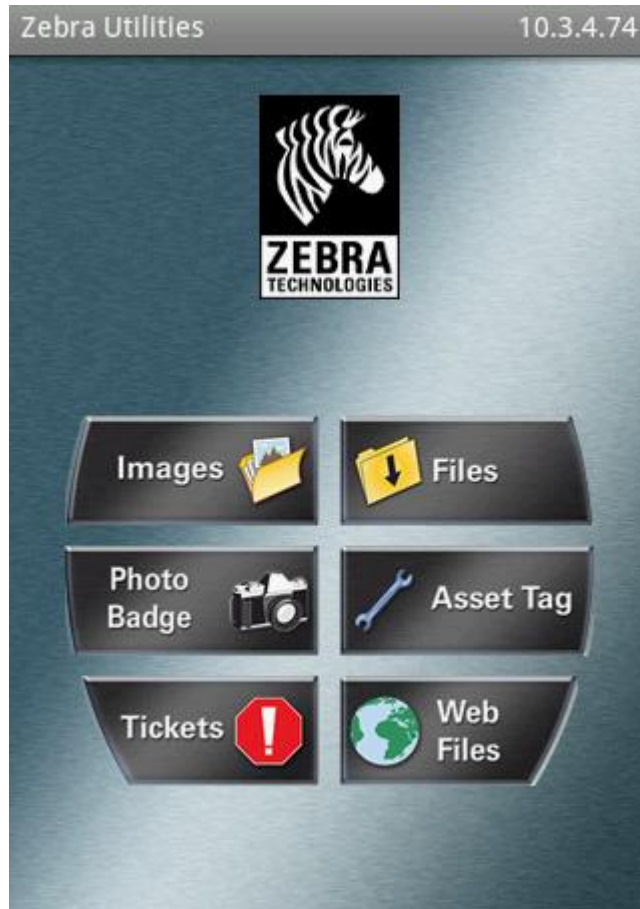 Zebra Utilities 10.3.4.74
ZEBRA
TECHNOLOGIES
Images
Files
Photo
Badge
Asset Tag
Tickets
!
Web
Files